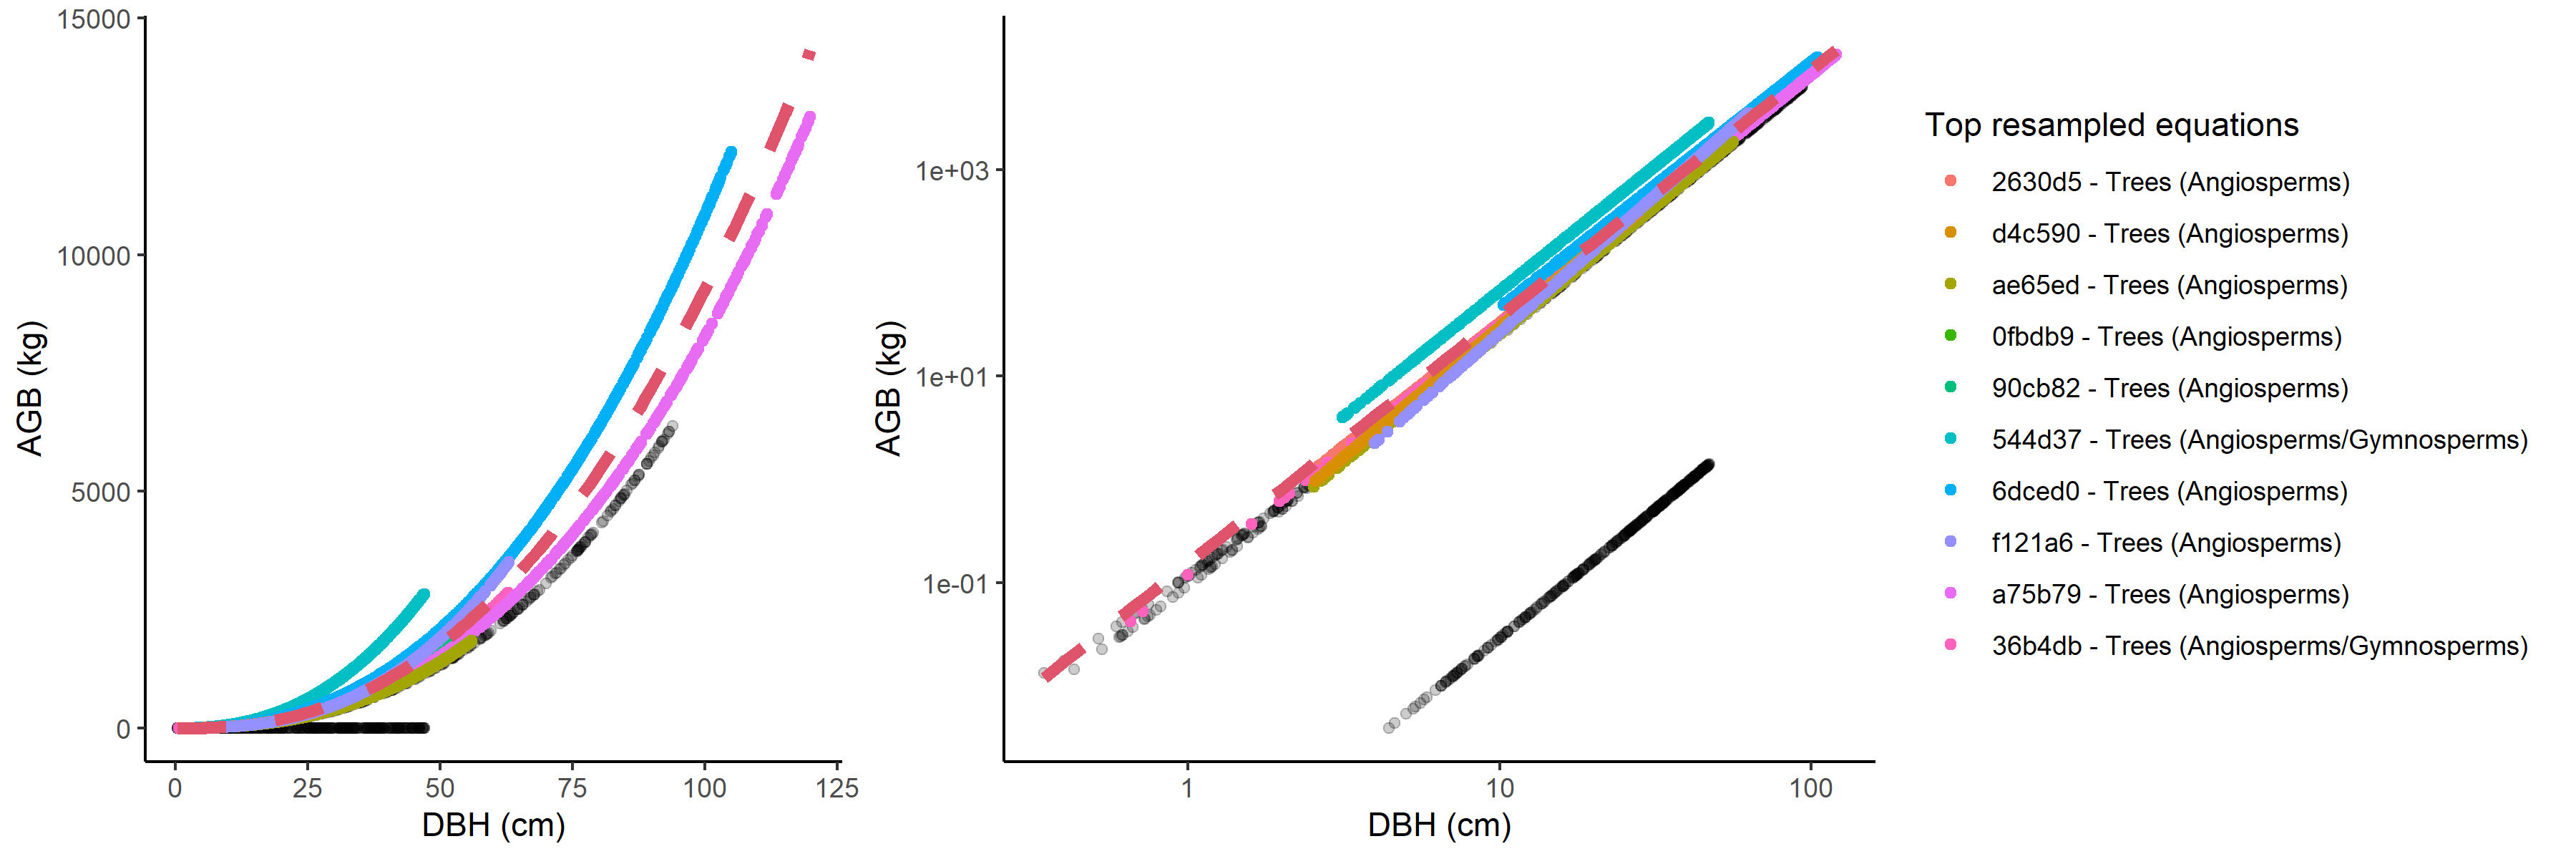 15000
10000
5000
0
AGB (kg)
0 25 50 75 100 125
DBH (cm)
1e+03
1e+01
1e-01
AGB (kg)
1 10 100
DBH (cm)
Top resampled equations
2630d5 - Trees (Angiosperms)
d4c590 - Trees (Angiosperms)
ae65ed - Trees (Angiosperms)
0fbdb9 - Trees (Angiosperms)
90cb82 - Trees (Angiosperms)
544d37 - Trees (Angiosperms/Gymnosperms)
6dced0 - Trees (Angiosperms)
f121a6 - Trees (Angiosperms)
a75b79 - Trees (Angiosperms)
36b4db - Trees (Angiosperms/Gymnosperms)